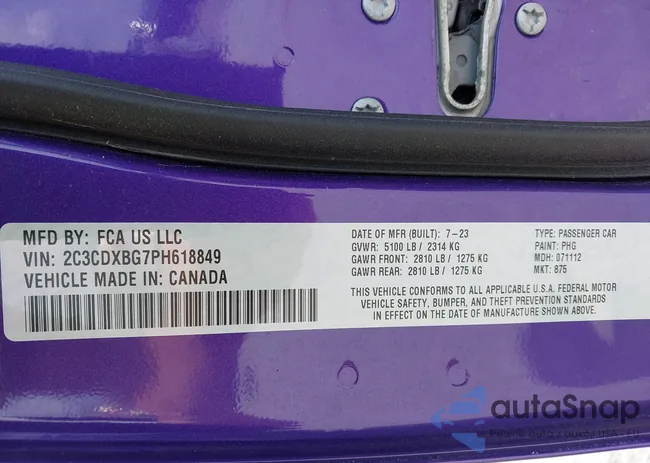 MFD BY: FCA US LLC
VIN: 2C3CDXBG7PH618849
VEHICLE MADE IN: CANADA
DATE OF MFR (BUILT): 7-23
GVWR: 5100 LB / 2314 KG
GAWR FRONT: 2810 LB / 1275 KG
GAWR REAR: 2810 LB / 1275 KG
TYPE: PASSENGER CAR
PAINT: PHG
MDH: 071112
MKT: 875
THIS VEHICLE CONFORMS TO ALL APPLICABLE U.S.A. FEDERAL MOTOR
VEHICLE SAFETY, BUMPER, AND THEFT PREVENTION STANDARDS
IN EFFECT ON THE DATE OF MANUFACTURE SHOWN ABOVE.
autaSnap